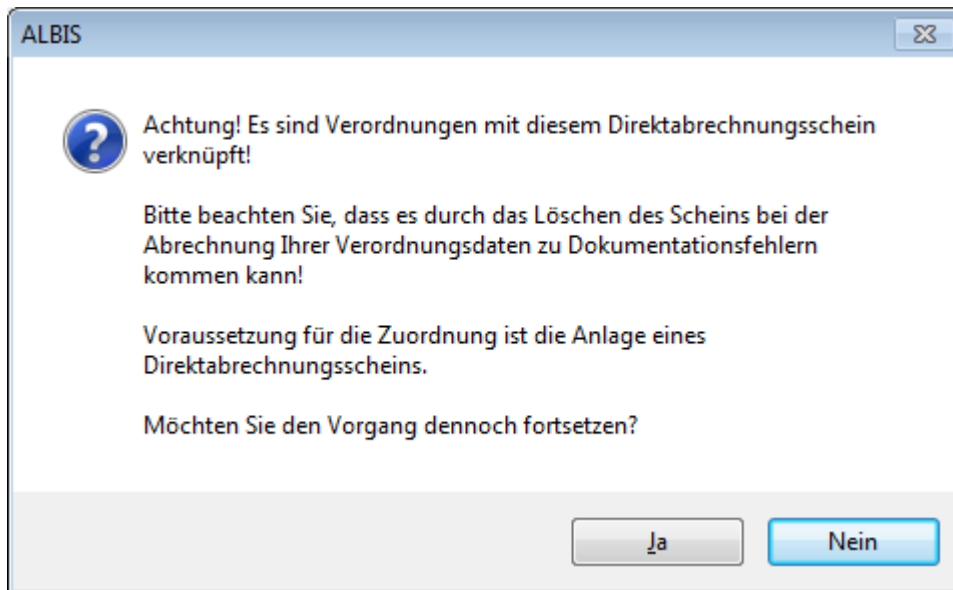 ALBIS
Achtung! Es sind Verordnungen mit diesem Direktabrechnungsschein
verknüpft!
Bitte beachten Sie, dass es durch das Löschen des Scheins bei der
Abrechnung Ihrer Verordnungsdaten zu Dokumentationsfehlern
kommen kann!
Voraussetzung für die Zuordnung ist die Anlage eines
Direktabrechnungsscheins.
Möchten Sie den Vorgang dennoch fortsetzen?
Ja
Nein